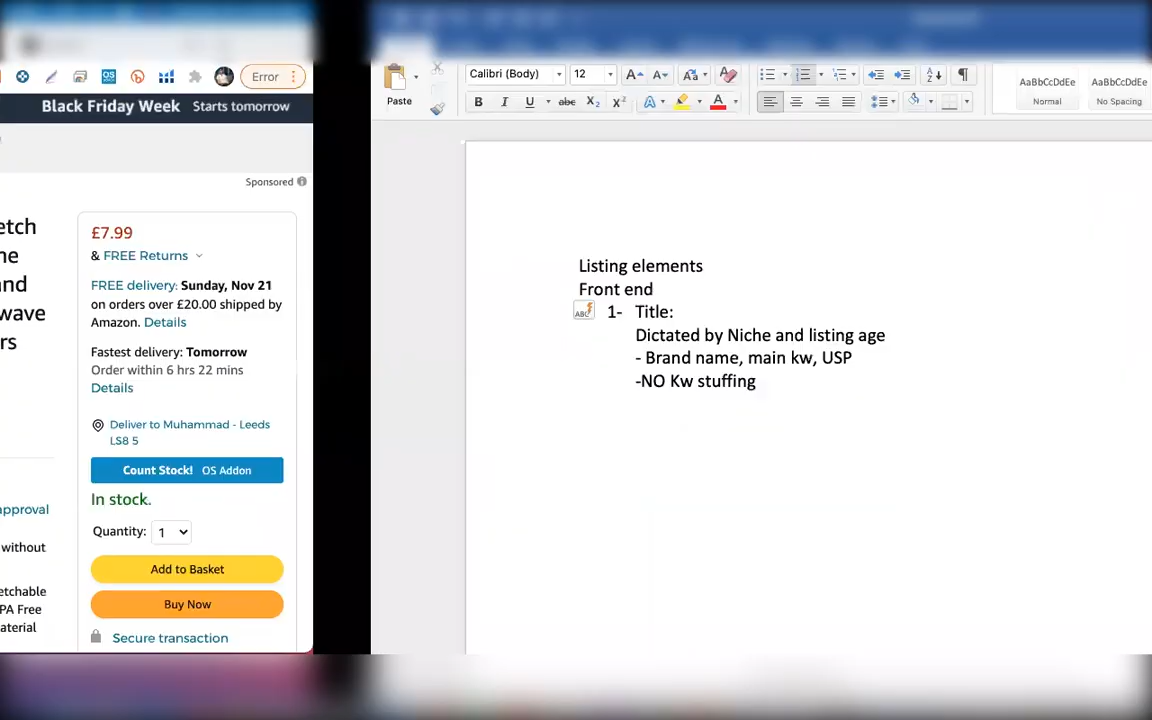 Error
Black Friday Week Starts tomorrow
Sponsored
etch
ne
and
wave
rs
£7.99
& FREE Returns
FREE delivery: Sunday, Nov 21
on orders over £20.00 shipped by
Amazon. Details
Fastest delivery: Tomorrow
Order within 6 hrs 22 mins
Details
Deliver to Muhammad - Leeds
LS8 5
Count Stock! OS Addon
In stock.
approval
Quantity: 1
without
Add to Basket
etchable
Buy Now
PA Free
aterial
Secure transaction
Paste
Calibri (Body) 12
AaBbCcDdEe AaBbCcDdEe
Normal No Spacing
Listing elements
Front end
1- Title:
Dictated by Niche and listing age
- Brand name, main kw, USP
-NO Kw stuffing